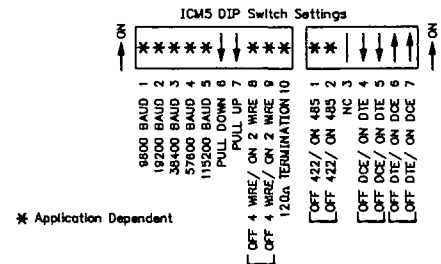 ICM5 DIP Switch Settings
ON
ON
* * * * * * * *
* *
9600 BAUD 1
19200 BAUD 2
38400 BAUD 3
57600 BAUD 4
115200 BAUD 5
PULL DOWN 6
PULL UP 7
OFF 4 WIRE/ ON 2 WIRE 8
OFF 4 WIRE/ ON 2 WIRE 9
120Ω TERMINATION 10
OFF 422/ ON 485 1
OFF 422/ ON 485 2
NC 3
OFF DCE/ ON DTE 4
OFF DCE/ ON DTE 5
OFF DTE/ ON DCE 6
OFF DTE/ ON DCE 7
* Application Dependent